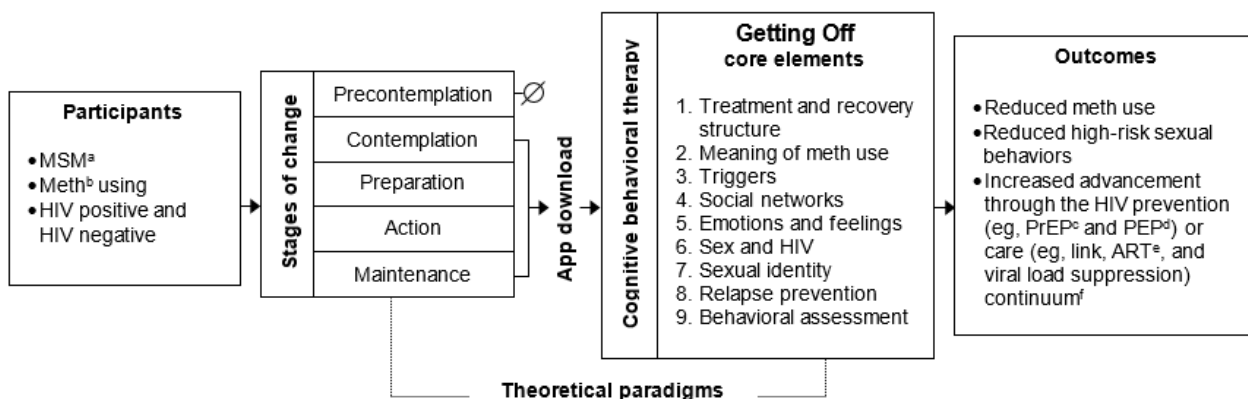 Participants
•MSMᵃ
•Methᵇ using
•HIV positive and
HIV negative
Stages of change
Precontemplation
Contemplation
Preparation
Action
Maintenance
App download
Cognitive behavioral therapy
Getting Off
core elements
1. Treatment and recovery
structure
2. Meaning of meth use
3. Triggers
4. Social networks
5. Emotions and feelings
6. Sex and HIV
7. Sexual identity
8. Relapse prevention
9. Behavioral assessment
Outcomes
•Reduced meth use
•Reduced high-risk sexual
behaviors
•Increased advancement
through the HIV prevention
(eg, PrEPᶜ and PEPᵈ) or
care (eg, link, ARTᵉ, and
viral load suppression)
continuumᶠ
Theoretical paradigms